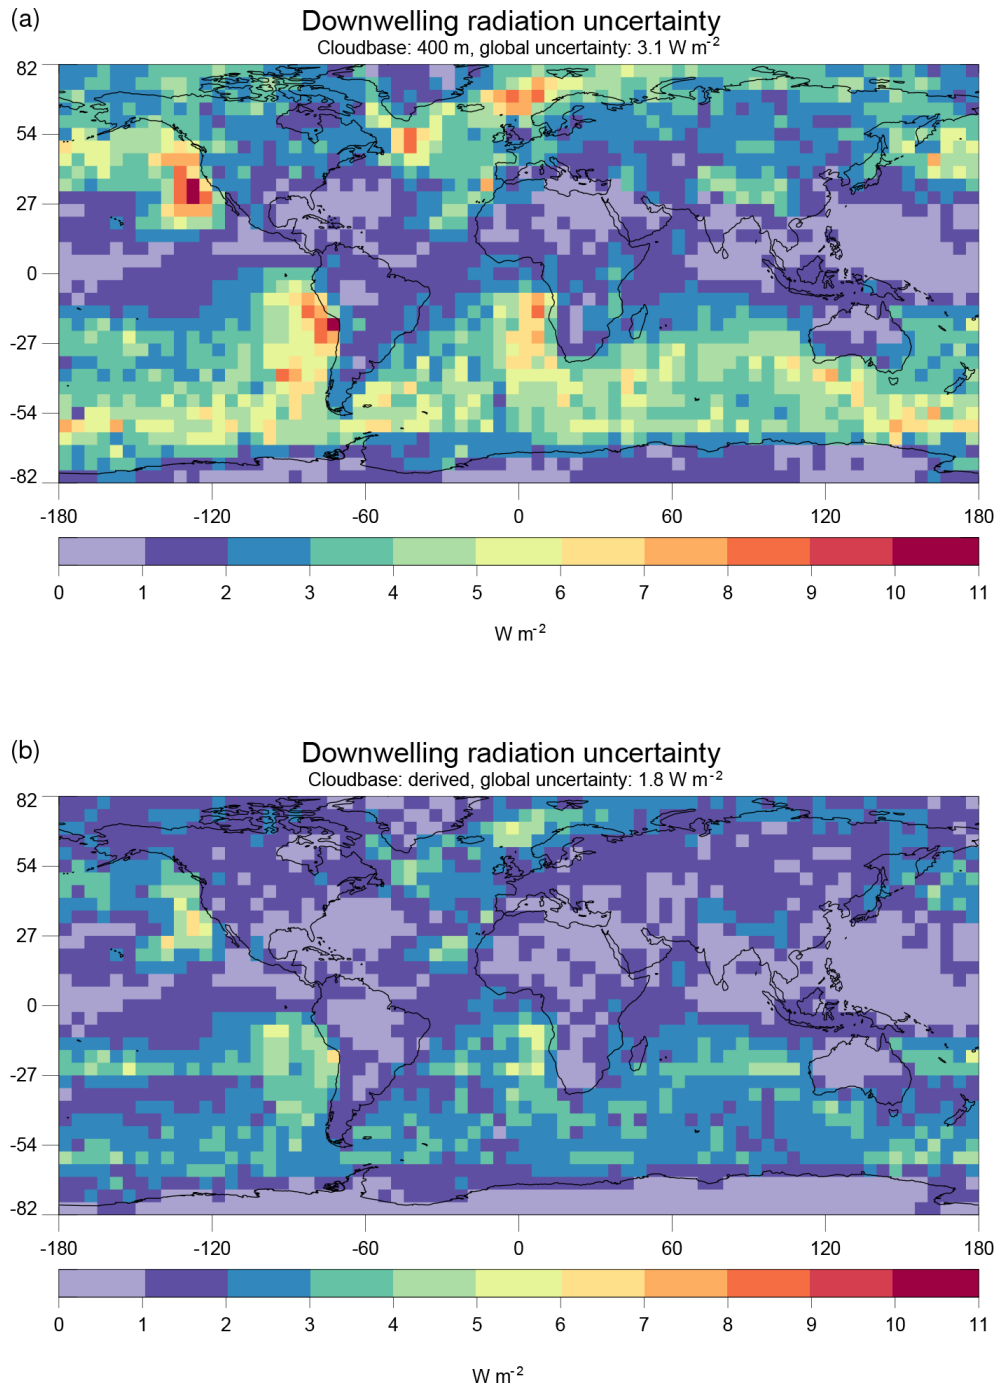 (a)
Downwelling radiation uncertainty
Cloudbase: 400 m, global uncertainty: 3.1 W m⁻²
82
54
27
0
-27
-54
-82
-180 -120 -60 0 60 120 180
0 1 2 3 4 5 6 7 8 9 10 11
W m⁻²
(b)
Downwelling radiation uncertainty
Cloudbase: derived, global uncertainty: 1.8 W m⁻²
82
54
27
0
-27
-54
-82
-180 -120 -60 0 60 120 180
0 1 2 3 4 5 6 7 8 9 10 11
W m⁻²